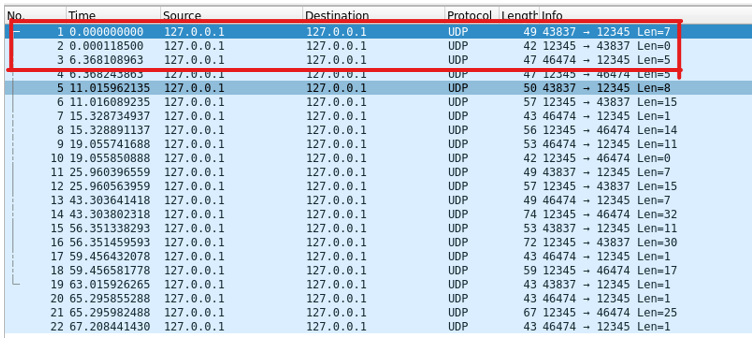 No. Time Source Destination Protocol Length Info
1 0.000000000 127.0.0.1 127.0.0.1 UDP 49 43837 → 12345 Len=7
2 0.000118500 127.0.0.1 127.0.0.1 UDP 42 12345 → 43837 Len=0
3 6.368108963 127.0.0.1 127.0.0.1 UDP 47 46474 → 12345 Len=5
4 6.368243863 127.0.0.1 127.0.0.1 UDP 47 12345 → 46474 Len=5
5 11.015962135 127.0.0.1 127.0.0.1 UDP 50 43837 → 12345 Len=8
6 11.016089235 127.0.0.1 127.0.0.1 UDP 57 12345 → 43837 Len=15
7 15.328734937 127.0.0.1 127.0.0.1 UDP 43 46474 → 12345 Len=1
8 15.328891137 127.0.0.1 127.0.0.1 UDP 56 12345 → 46474 Len=14
9 19.055741688 127.0.0.1 127.0.0.1 UDP 53 46474 → 12345 Len=11
10 19.055850888 127.0.0.1 127.0.0.1 UDP 42 12345 → 46474 Len=0
11 25.960396559 127.0.0.1 127.0.0.1 UDP 49 43837 → 12345 Len=7
12 25.960563959 127.0.0.1 127.0.0.1 UDP 57 12345 → 43837 Len=15
13 43.303641418 127.0.0.1 127.0.0.1 UDP 49 46474 → 12345 Len=7
14 43.303802318 127.0.0.1 127.0.0.1 UDP 74 12345 → 46474 Len=32
15 56.351338293 127.0.0.1 127.0.0.1 UDP 53 43837 → 12345 Len=11
16 56.351459593 127.0.0.1 127.0.0.1 UDP 72 12345 → 43837 Len=30
17 59.456432078 127.0.0.1 127.0.0.1 UDP 43 46474 → 12345 Len=1
18 59.456581778 127.0.0.1 127.0.0.1 UDP 59 12345 → 46474 Len=17
19 63.015926265 127.0.0.1 127.0.0.1 UDP 43 43837 → 12345 Len=1
20 65.295855288 127.0.0.1 127.0.0.1 UDP 43 46474 → 12345 Len=1
21 65.295982488 127.0.0.1 127.0.0.1 UDP 67 12345 → 46474 Len=25
22 67.208441430 127.0.0.1 127.0.0.1 UDP 43 46474 → 12345 Len=1